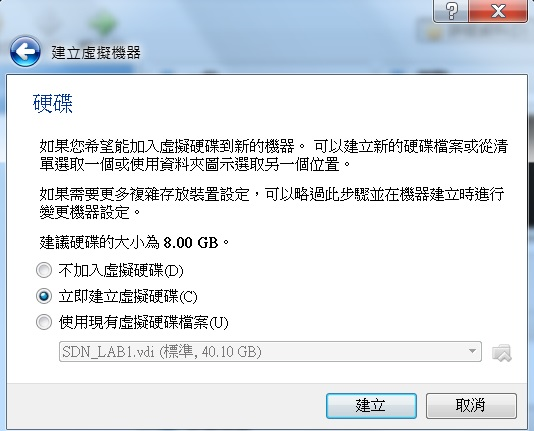 建立虛擬機器
硬碟
如果您希望能加入虛擬硬碟到新的機器。 可以建立新的硬碟檔案或從清
單選取一個或使用資料夾圖示選取另一個位置。
如果需要更多複雜存放裝置設定，可以略過此步驟並在機器建立時進行
變更機器設定。
建議硬碟的大小為 8.00 GB。
不加入虛擬硬碟(D)
立即建立虛擬硬碟(C)
使用現有虛擬硬碟檔案(U)
SDN_LAB1.vdi (標準, 40.10 GB)
建立
取消